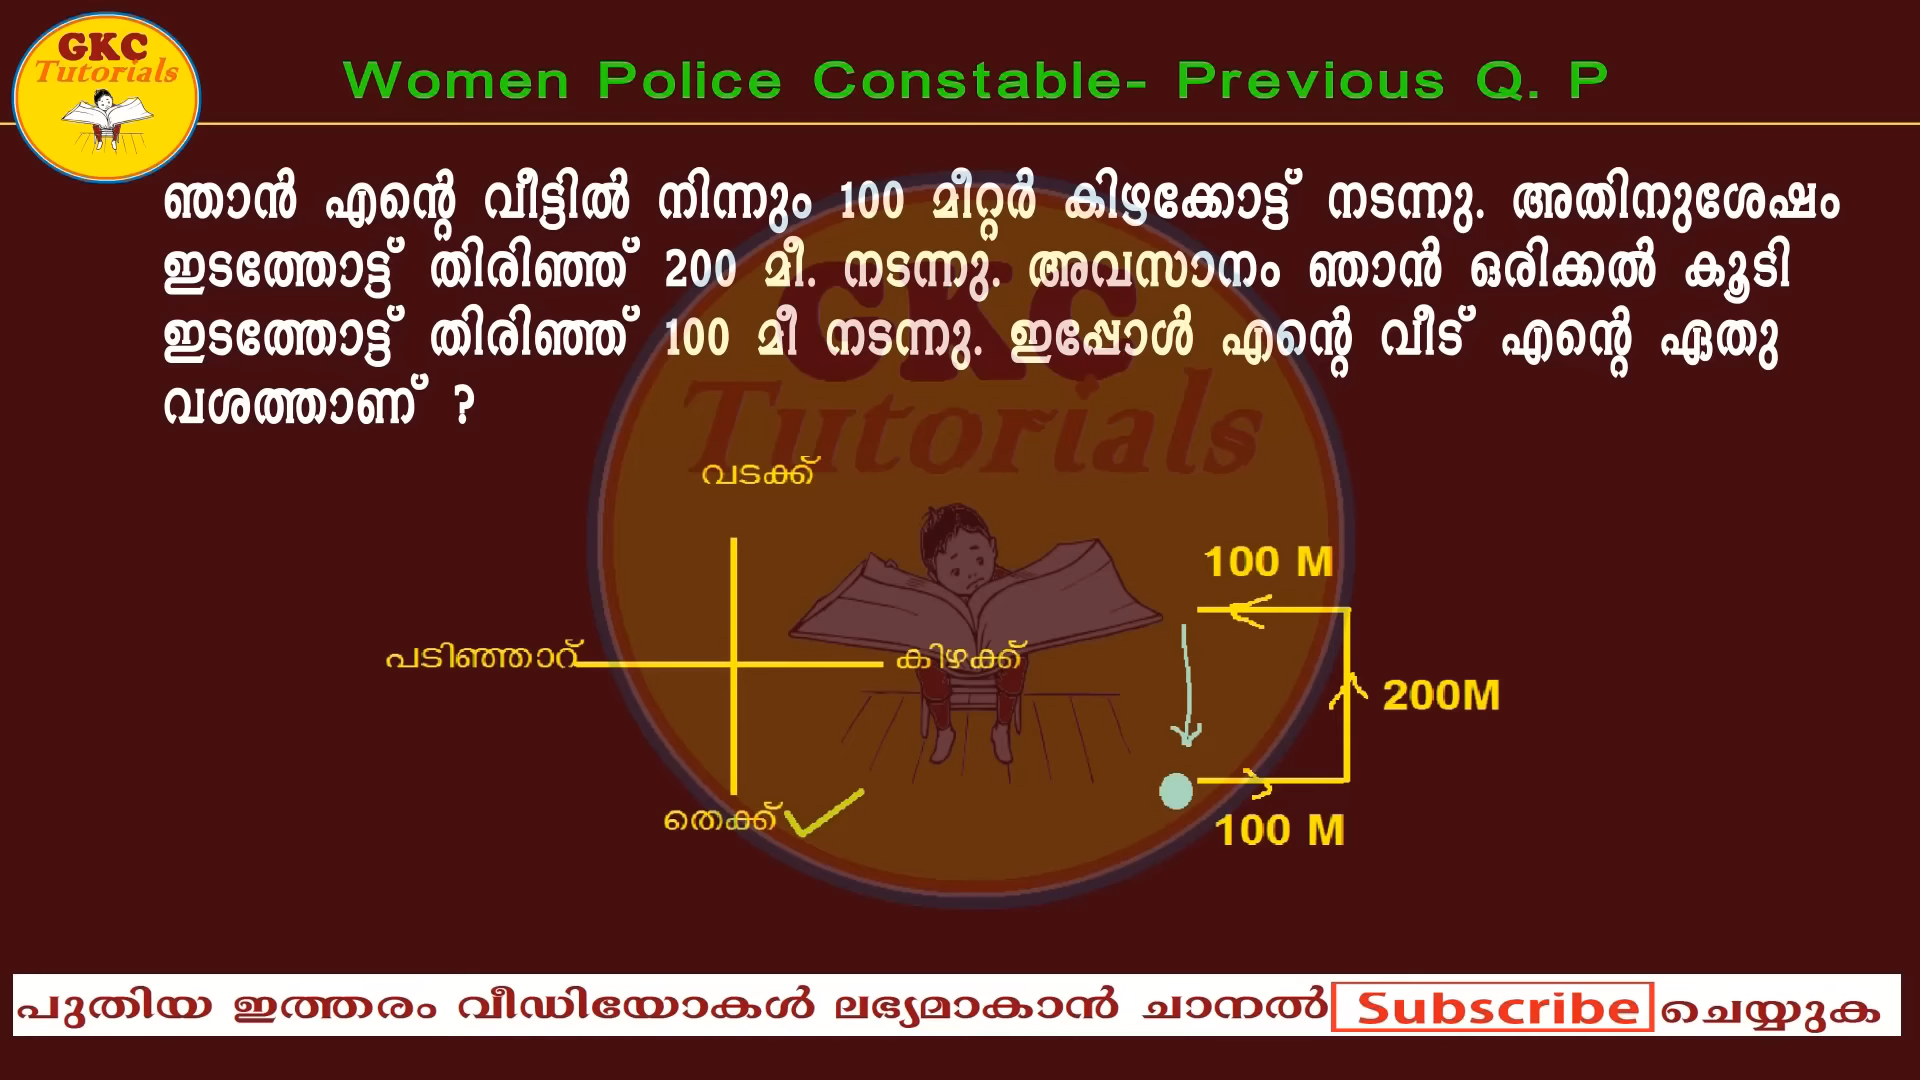 GKC
Tutorials
Women Police Constable- Previous Q. P
ഞാൻ എന്റെ വീട്ടിൽ നിന്നും 100 മീറ്റർ കിഴക്കോട്ട് നടന്നു. അതിനുശേഷം
ഇടത്തോട്ട് തിരിഞ്ഞ് 200 മീ. നടന്നു. അവസാനം ഞാൻ ഒരിക്കൽ കൂടി
ഇടത്തോട്ട് തിരിഞ്ഞ് 100 മീ നടന്നു. ഇപ്പോൾ എന്റെ വീട് എന്റെ ഏതു
വശത്താണ് ?
GKC
Tutorials
വടക്ക്
100 M
പടിഞ്ഞാറ്
കിഴക്ക്
200M
തെക്ക്
100 M
പുതിയ ഇത്തരം വീഡിയോകൾ ലഭ്യമാകാൻ ചാനൽ Subscribe ചെയ്യുക